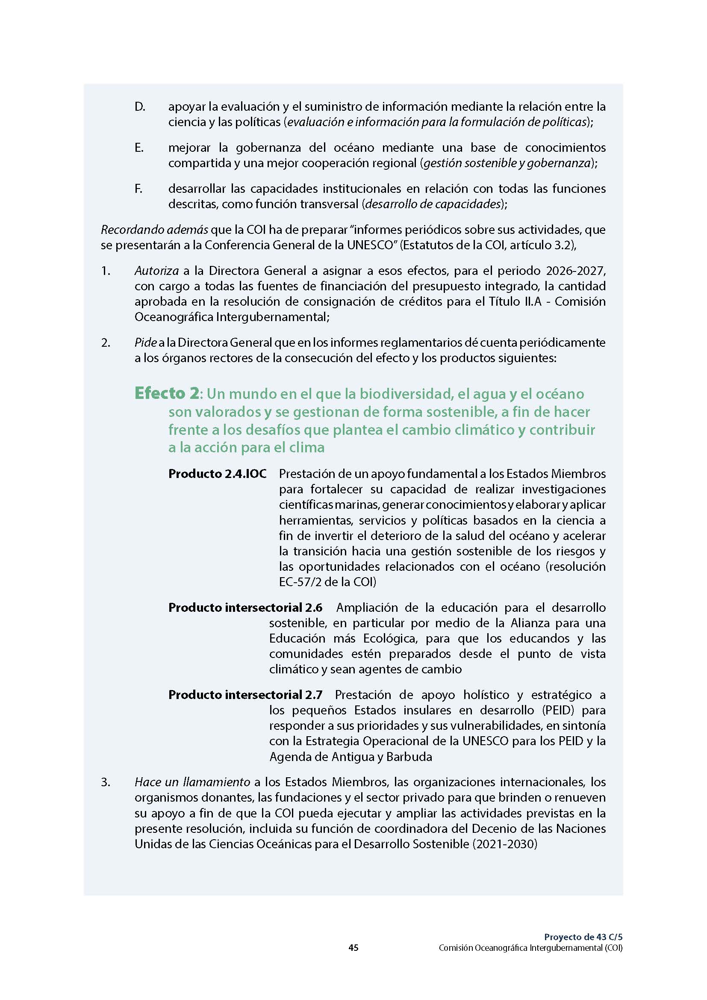 D. apoyar la evaluación y el suministro de información mediante la relación entre la
ciencia y las políticas (evaluación e información para la formulación de políticas);
E. mejorar la gobernanza del océano mediante una base de conocimientos
compartida y una mejor cooperación regional (gestión sostenible y gobernanza);
F. desarrollar las capacidades institucionales en relación con todas las funciones
descritas, como función transversal (desarrollo de capacidades);
Recordando además que la COI ha de preparar “informes periódicos sobre sus actividades, que
se presentarán a la Conferencia General de la UNESCO” (Estatutos de la COI, artículo 3.2),
1. Autoriza a la Directora General a asignar a esos efectos, para el periodo 2026-2027,
con cargo a todas las fuentes de financiación del presupuesto integrado, la cantidad
aprobada en la resolución de consignación de créditos para el Título II.A - Comisión
Oceanográfica Intergubernamental;
2. Pide a la Directora General que en los informes reglamentarios dé cuenta periódicamente
a los órganos rectores de la consecución del efecto y los productos siguientes:
Efecto 2: Un mundo en el que la biodiversidad, el agua y el océano
son valorados y se gestionan de forma sostenible, a fin de hacer
frente a los desafíos que plantea el cambio climático y contribuir
a la acción para el clima
Producto 2.4.IOC Prestación de un apoyo fundamental a los Estados Miembros
para fortalecer su capacidad de realizar investigaciones
científicas marinas, generar conocimientos y elaborar y aplicar
herramientas, servicios y políticas basados en la ciencia a
fin de invertir el deterioro de la salud del océano y acelerar
la transición hacia una gestión sostenible de los riesgos y
las oportunidades relacionados con el océano (resolución
EC-57/2 de la COI)
Producto intersectorial 2.6 Ampliación de la educación para el desarrollo
sostenible, en particular por medio de la Alianza para una
Educación más Ecológica, para que los educandos y las
comunidades estén preparados desde el punto de vista
climático y sean agentes de cambio
Producto intersectorial 2.7 Prestación de apoyo holístico y estratégico a
los pequeños Estados insulares en desarrollo (PEID) para
responder a sus prioridades y sus vulnerabilidades, en sintonía
con la Estrategia Operacional de la UNESCO para los PEID y la
Agenda de Antigua y Barbuda
3. Hace un llamamiento a los Estados Miembros, las organizaciones internacionales, los
organismos donantes, las fundaciones y el sector privado para que brinden o renueven
su apoyo a fin de que la COI pueda ejecutar y ampliar las actividades previstas en la
presente resolución, incluida su función de coordinadora del Decenio de las Naciones
Unidas de las Ciencias Oceánicas para el Desarrollo Sostenible (2021-2030)
Proyecto de 43 C/5
45 Comisión Oceanográfica Intergubernamental (COI)